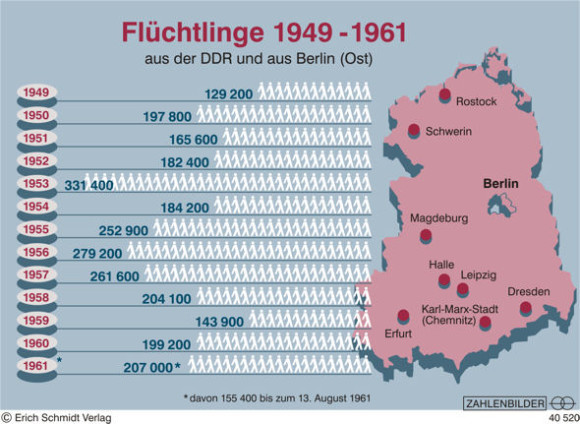 Flüchtlinge 1949 -1961
aus der DDR und aus Berlin (Ost)
1949 129 200
1950 197 800
1951 165 600
1952 182 400
1953 331 400
1954 184 200
1955 252 900
1956 279 200
1957 261 600
1958 204 100
1959 143 900
1960 199 200
1961* 207 000*
Rostock
Schwerin
Berlin
Magdeburg
Halle
Leipzig
Dresden
Karl-Marx-Stadt
(Chemnitz)
Erfurt
* davon 155 400 bis zum 13. August 1961
ZAHLENBILDER
© Erich Schmidt Verlag
40 520